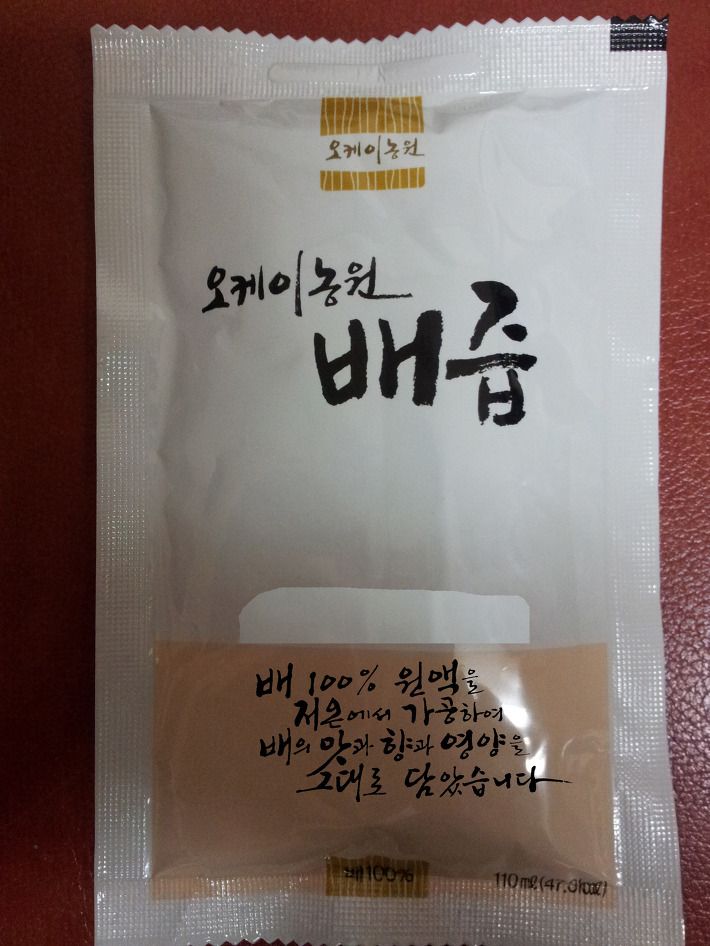 오케이농원
오케이농원
배즙
배 100% 원액을
저온에서 가공하여
배의 맛과 향과 영양을
그대로 담았습니다
배100%
110㎖